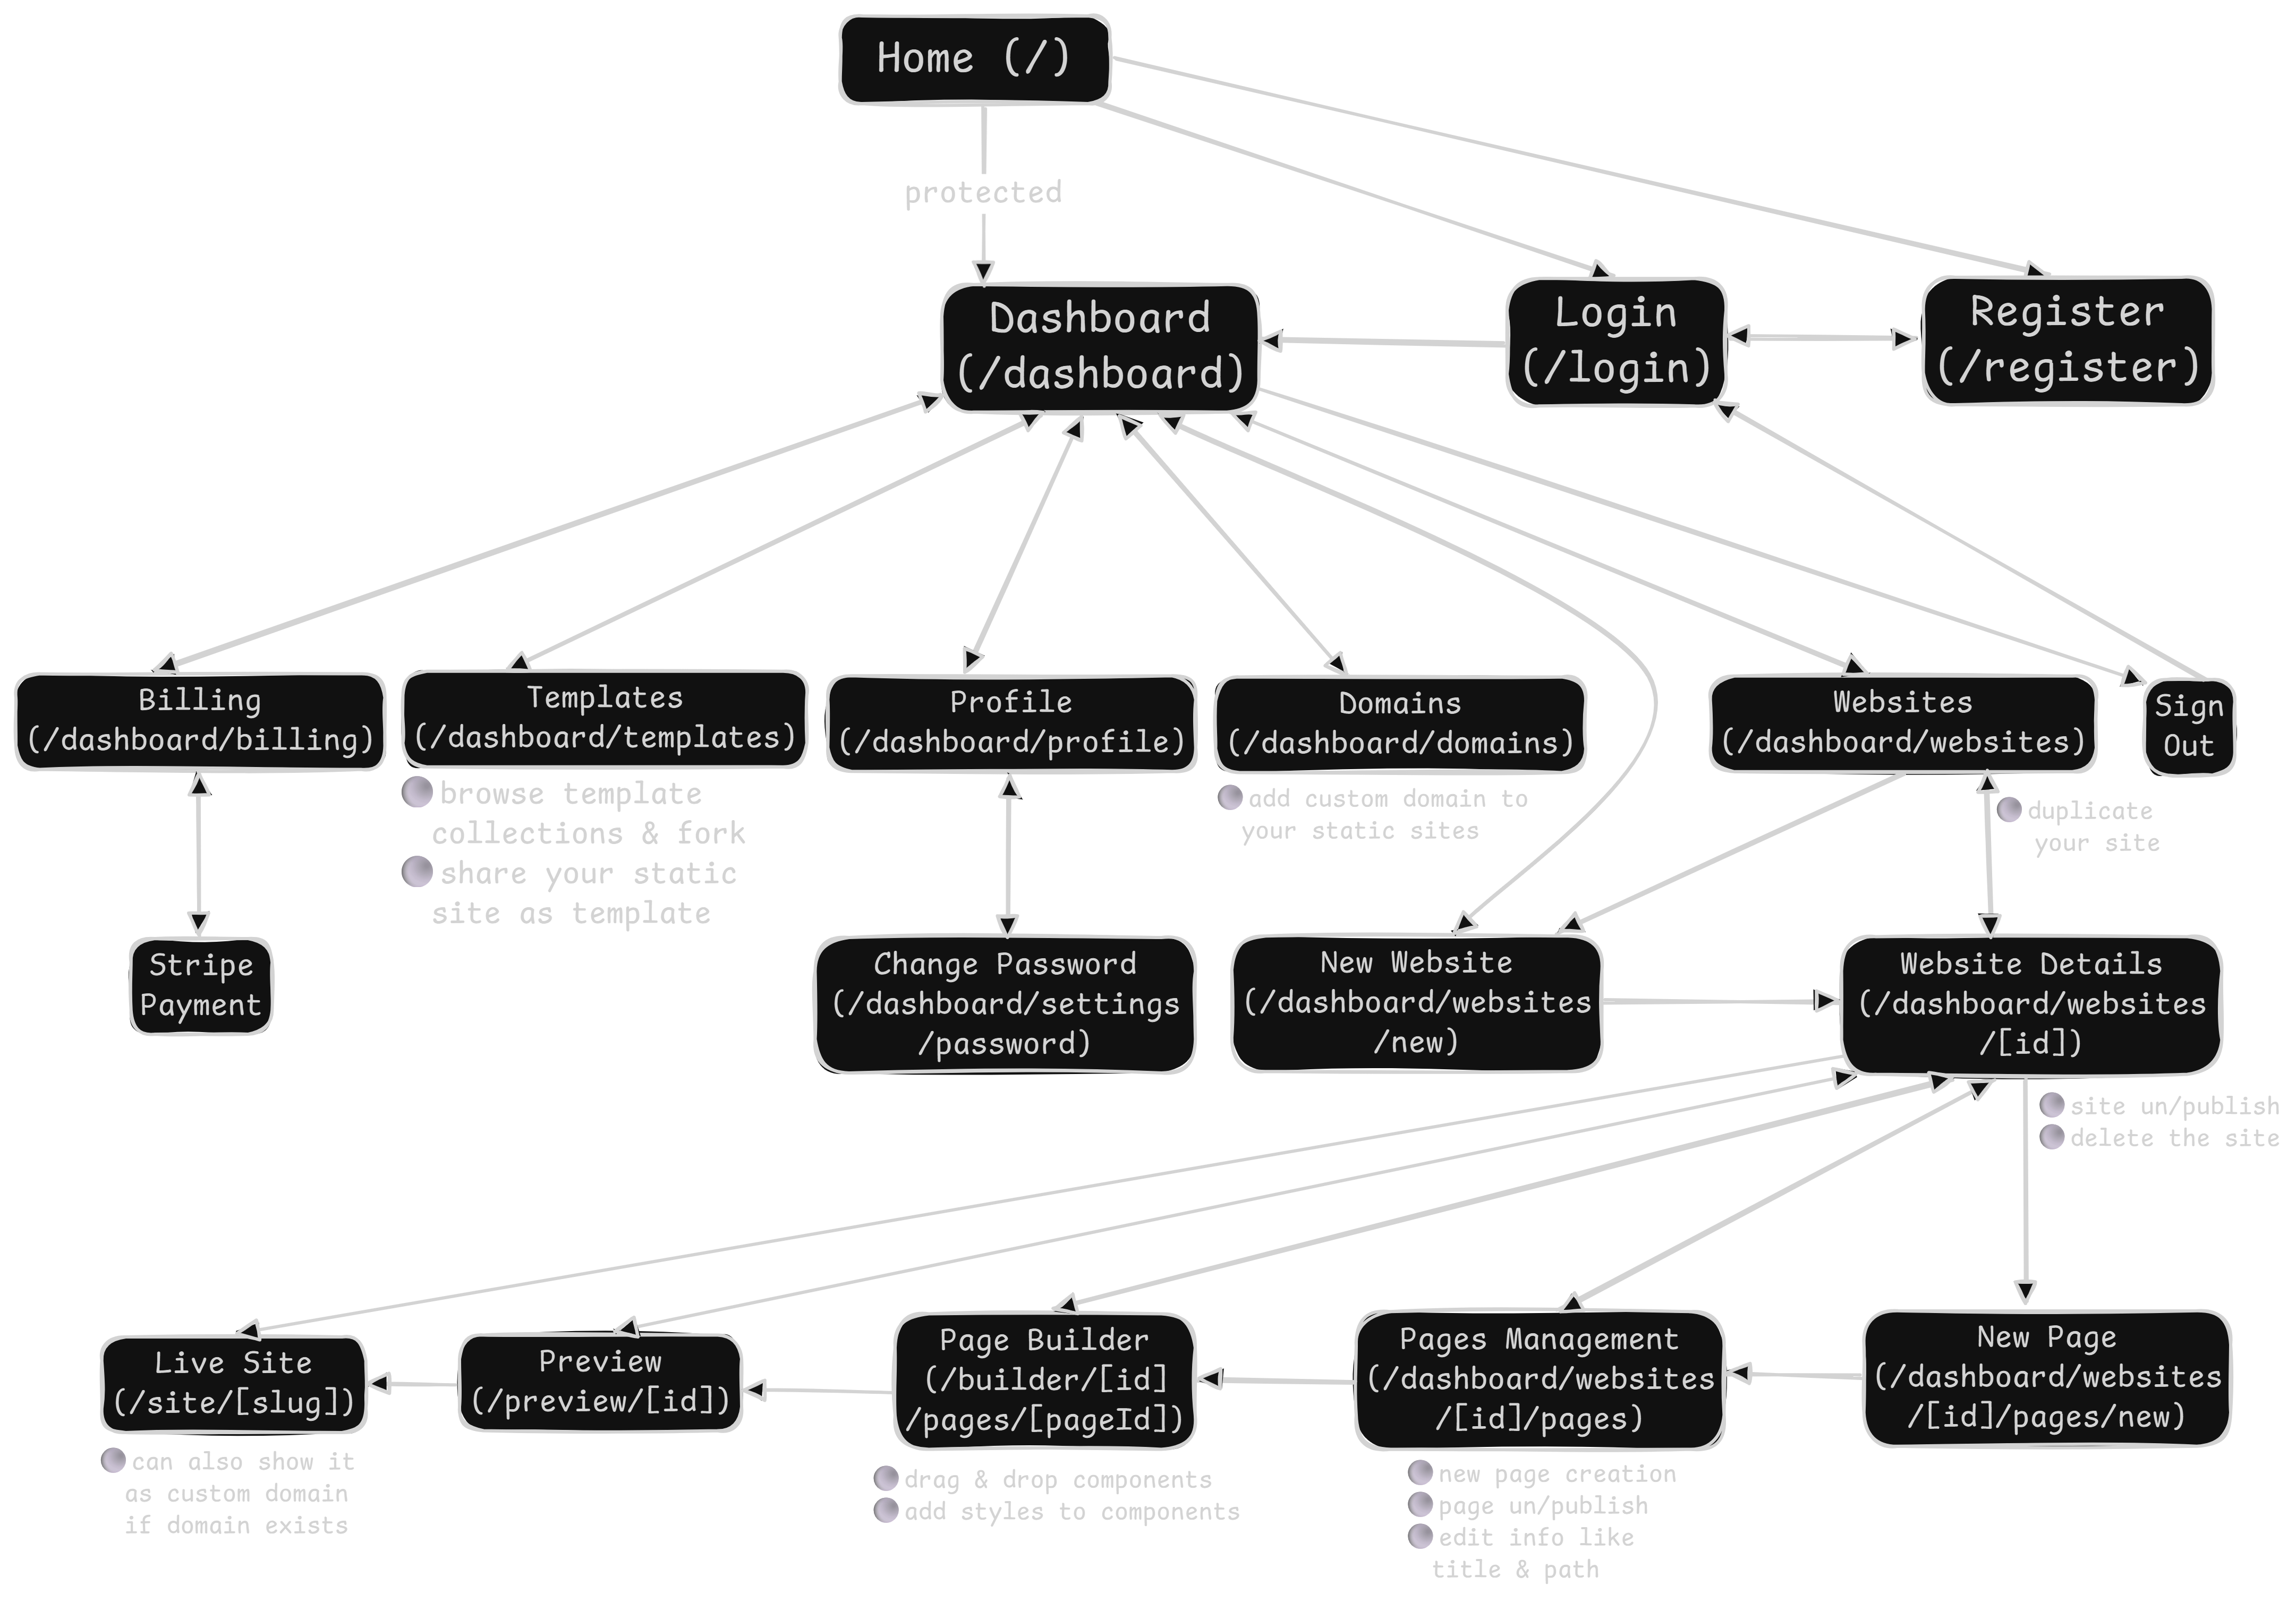 Home (/)
protected
Dashboard
(/dashboard)
Login
(/login)
Register
(/register)
Billing
(/dashboard/billing)
Templates
(/dashboard/templates)
Profile
(/dashboard/profile)
Domains
(/dashboard/domains)
Websites
(/dashboard/websites)
Sign
Out
browse template
collections & fork
share your static
site as template
add custom domain to
your static sites
duplicate
your site
Stripe
Payment
Change Password
(/dashboard/settings
/password)
New Website
(/dashboard/websites
/new)
Website Details
(/dashboard/websites
/[id])
site un/publish
delete the site
Live Site
(/site/[slug])
Preview
(/preview/[id])
Page Builder
(/builder/[id]
/pages/[pageId])
Pages Management
(/dashboard/websites
/[id]/pages)
New Page
(/dashboard/websites
/[id]/pages/new)
can also show it
as custom domain
if domain exists
drag & drop components
add styles to components
new page creation
page un/publish
edit info like
title & path